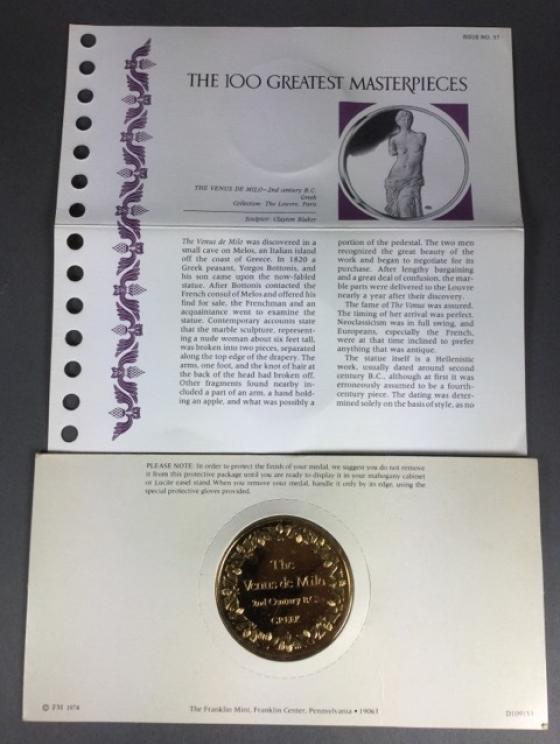 ISSUE NO. 37
THE 100 GREATEST MASTERPIECES
THE VENUS DE MILO—2nd century B.C.
Greek
Collection: The Louvre, Paris
Sculptor: Clayton Blaker
The Venus de Milo was discovered in a
small cave on Melos, an Italian island
off the coast of Greece. In 1820 a
Greek peasant, Yorgos Bottonis, and
his son came upon the now-fabled
statue. After Bottonis contacted the
French consul of Melos and offered his
find for sale, the Frenchman and an
acquaintance went to examine the
statue. Contemporary accounts state
that the marble sculpture, represent-
ing a nude woman about six feet tall,
was broken into two pieces, separated
along the top edge of the drapery. The
arms, one foot, and the knot of hair at
the back of the head had broken off.
Other fragments found nearby in-
cluded a part of an arm, a hand hold-
ing an apple, and what was possibly a
portion of the pedestal. The two men
recognized the great beauty of the
work and began to negotiate for its
purchase. After lengthy bargaining
and a great deal of confusion, the mar-
ble parts were delivered to the Louvre
nearly a year after their discovery.
The fame of The Venus was assured.
The timing of her arrival was perfect.
Neoclassicism was in full swing, and
Europeans, especially the French,
were at that time inclined to prefer
anything that was antique.
The statue itself is a Hellenistic
work, usually dated around second
century B.C., although at first it was
erroneously assumed to be a fourth-
century piece. The dating was deter-
mined solely on the basis of style, as no
PLEASE NOTE: In order to protect the finish of your medal, we suggest you do not remove
it from this protective package until you are ready to display it in your mahogany cabinet
or Lucite easel stand. When you remove your medal, handle it only by its edge, using the
special protective gloves provided.
The
Venus de Milo
2nd Century B.C.
GREEK
© FM 1974
The Franklin Mint, Franklin Center, Pennsylvania • 19063